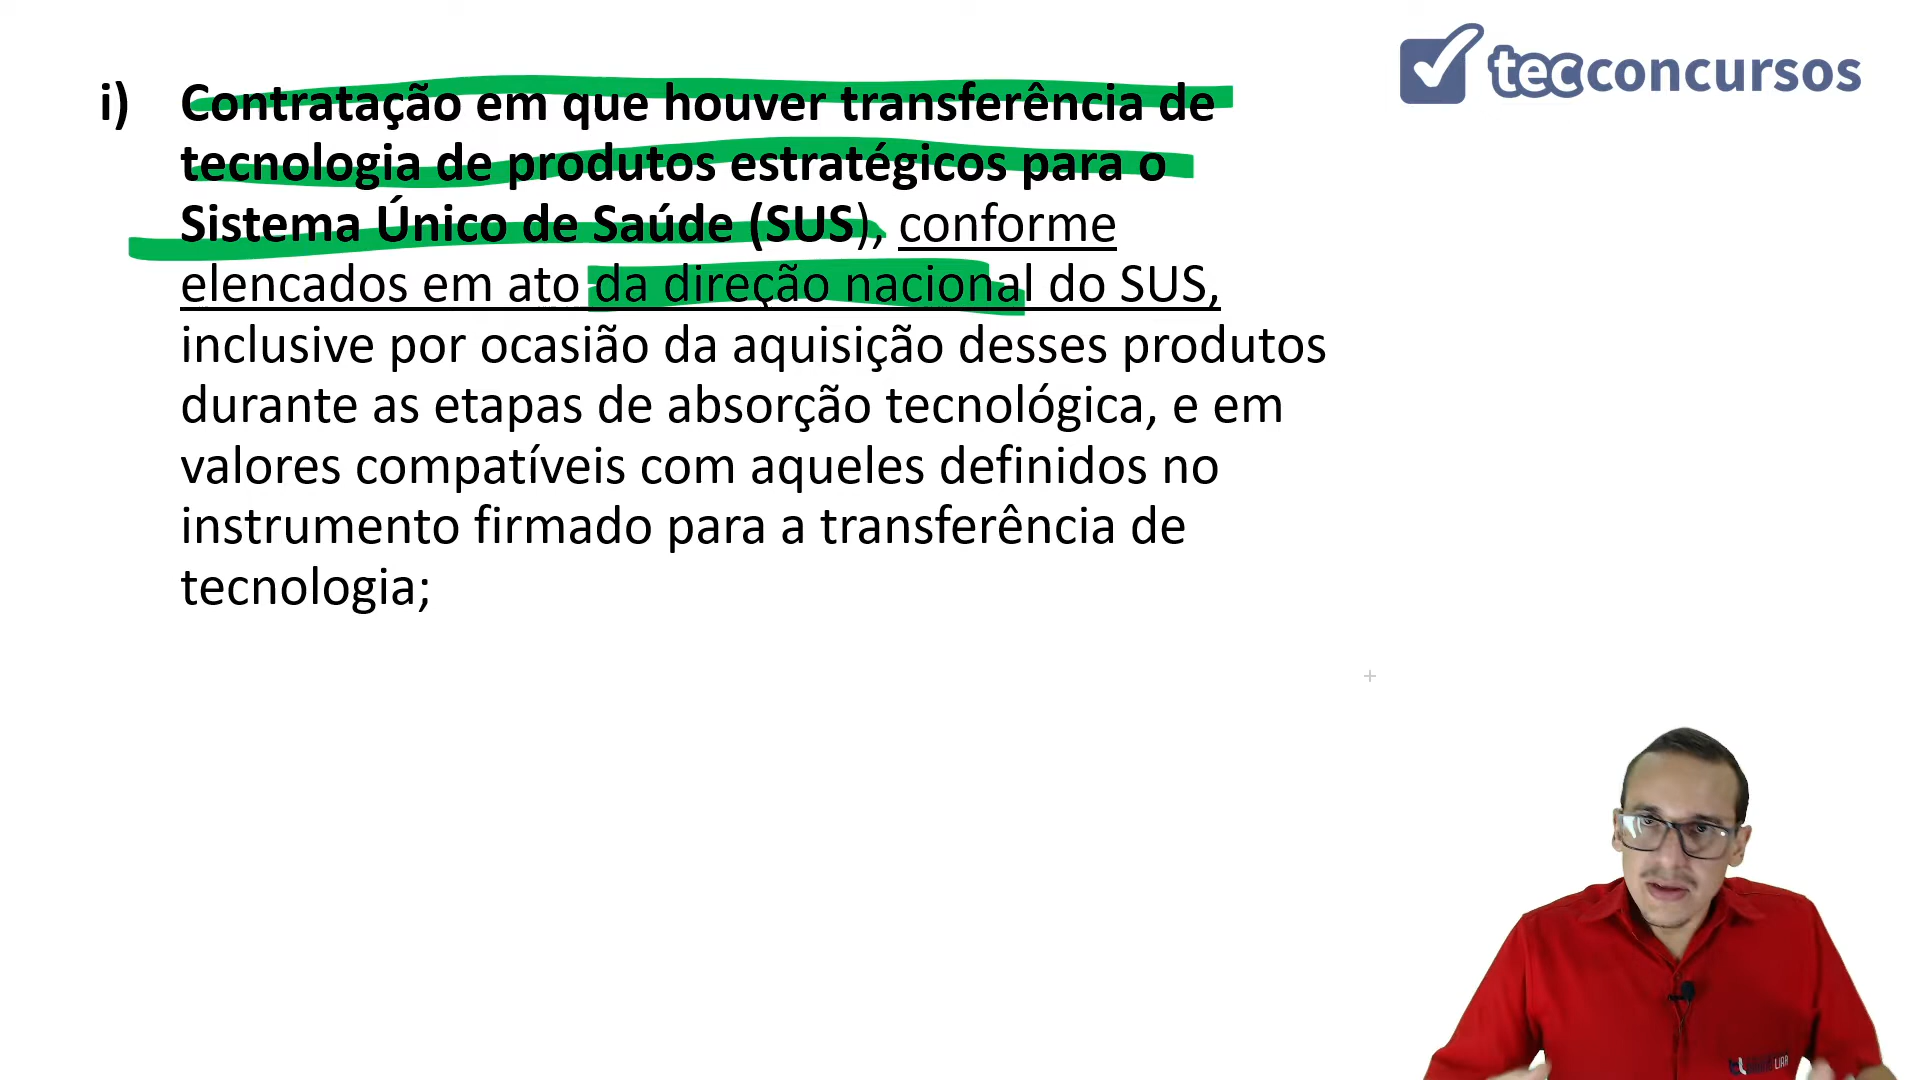 tecconcursos
i) Contratação em que houver transferência de
tecnologia de produtos estratégicos para o
Sistema Único de Saúde (SUS), conforme
elencados em ato da direção nacional do SUS,
inclusive por ocasião da aquisição desses produtos
durante as etapas de absorção tecnológica, e em
valores compatíveis com aqueles definidos no
instrumento firmado para a transferência de
tecnologia;